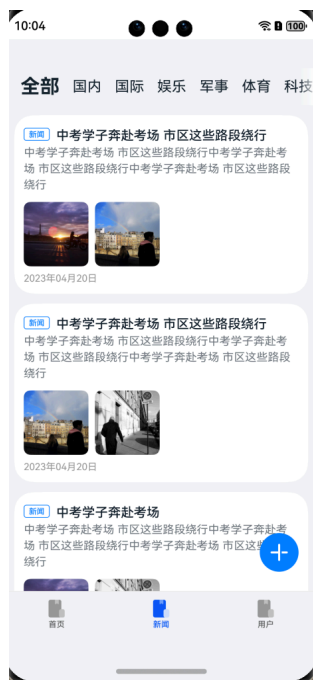 10:04
100
全部 国内 国际 娱乐 军事 体育 科技
新闻 中考学子奔赴考场 市区这些路段绕行
中考学子奔赴考场 市区这些路段绕行中考学子奔赴考
场 市区这些路段绕行中考学子奔赴考场 市区这些路段
绕行
2023年04月20日
新闻 中考学子奔赴考场 市区这些路段绕行
中考学子奔赴考场 市区这些路段绕行中考学子奔赴考
场 市区这些路段绕行中考学子奔赴考场 市区这些路段
绕行
2023年04月20日
新闻 中考学子奔赴考场
中考学子奔赴考场 市区这些路段绕行中考学子奔赴考
场 市区这些路段绕行中考学子奔赴考场 市区这
绕行
首页 新闻 用户